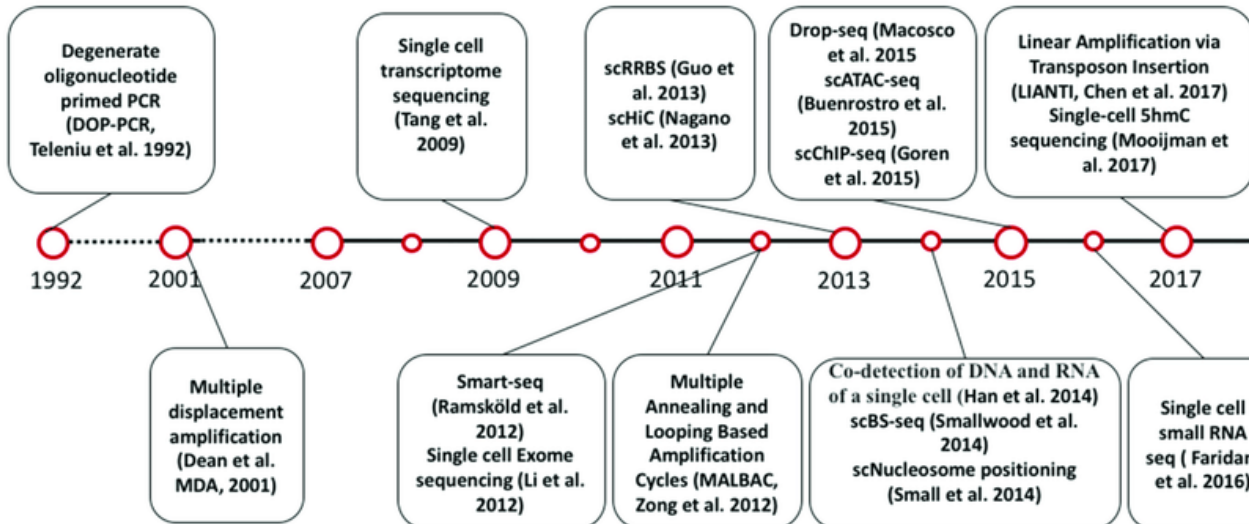 Degenerate
oligonucleotide
primed PCR
(DOP-PCR,
Teleniu et al. 1992)
Single cell
transcriptome
sequencing
(Tang et al.
2009)
scRRBS (Guo et
al. 2013)
scHiC (Nagano et
al. 2013)
Drop-seq (Macosco
et al. 2015
scATAC-seq
(Buenrostro et al.
2015)
scChIP-seq (Goren
et al. 2015)
Linear Amplification via
Transposon Insertion
(LIANTI, Chen et al. 2017)
Single-cell 5hmC
sequencing (Mooijman et
al. 2017)
1992
2001
2007
2009
2011
2013
2015
2017
Multiple
displacement
amplification
(Dean et al.
MDA, 2001)
Smart-seq
(Ramsköld et al.
2012)
Single cell Exome
sequencing (Li et al.
2012)
Multiple
Annealing and
Looping Based
Amplification
Cycles (MALBAC,
Zong et al. 2012)
Co-detection of DNA and RNA
of a single cell (Han et al. 2014)
scBS-seq (Smallwood et al.
2014)
scNucleosome positioning
(Small et al. 2014)
Single cell
small RNA
seq ( Faridan
et al. 2016)